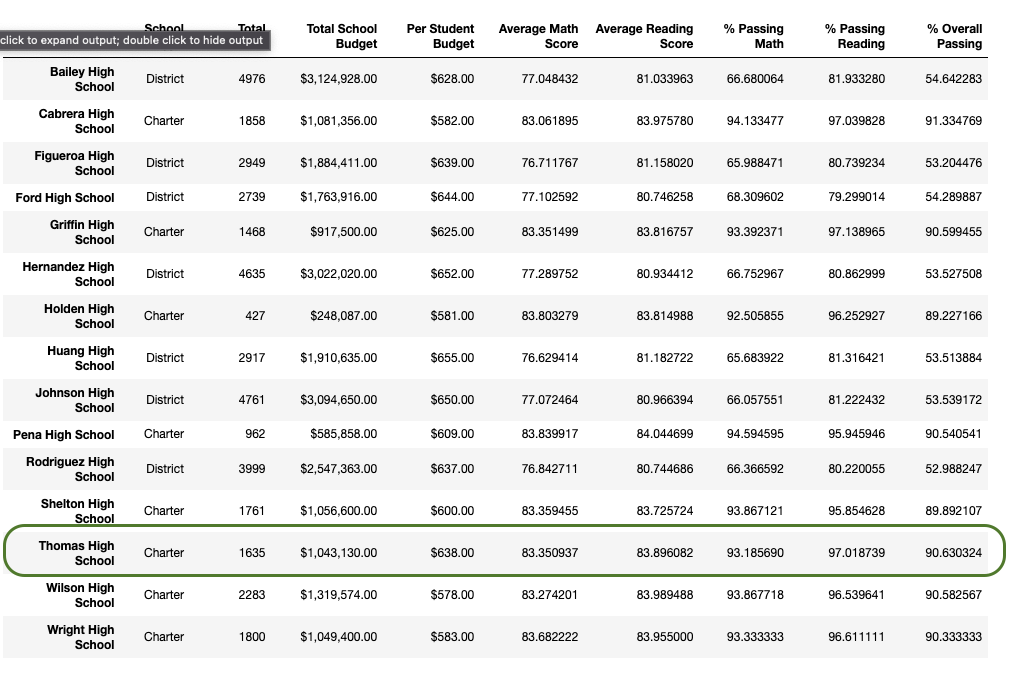 School Total Total School Per Student Average Math Average Reading % Passing % Passing % Overall
click to expand output; double click to hide output Budget Budget Score Score Math Reading Passing
Bailey High School District 4976 $3,124,928.00 $628.00 77.048432 81.033963 66.680064 81.933280 54.642283
Cabrera High School Charter 1858 $1,081,356.00 $582.00 83.061895 83.975780 94.133477 97.039828 91.334769
Figueroa High School District 2949 $1,884,411.00 $639.00 76.711767 81.158020 65.988471 80.739234 53.204476
Ford High School District 2739 $1,763,916.00 $644.00 77.102592 80.746258 68.309602 79.299014 54.289887
Griffin High School Charter 1468 $917,500.00 $625.00 83.351499 83.816757 93.392371 97.138965 90.599455
Hernandez High School District 4635 $3,022,020.00 $652.00 77.289752 80.934412 66.752967 80.862999 53.527508
Holden High School Charter 427 $248,087.00 $581.00 83.803279 83.814988 92.505855 96.252927 89.227166
Huang High School District 2917 $1,910,635.00 $655.00 76.629414 81.182722 65.683922 81.316421 53.513884
Johnson High School District 4761 $3,094,650.00 $650.00 77.072464 80.966394 66.057551 81.222432 53.539172
Pena High School Charter 962 $585,858.00 $609.00 83.839917 84.044699 94.594595 95.945946 90.540541
Rodriguez High School District 3999 $2,547,363.00 $637.00 76.842711 80.744686 66.366592 80.220055 52.988247
Shelton High School Charter 1761 $1,056,600.00 $600.00 83.359455 83.725724 93.867121 95.854628 89.892107
Thomas High School Charter 1635 $1,043,130.00 $638.00 83.350937 83.896082 93.185690 97.018739 90.630324
Wilson High School Charter 2283 $1,319,574.00 $578.00 83.274201 83.989488 93.867718 96.539641 90.582567
Wright High School Charter 1800 $1,049,400.00 $583.00 83.682222 83.955000 93.333333 96.611111 90.333333